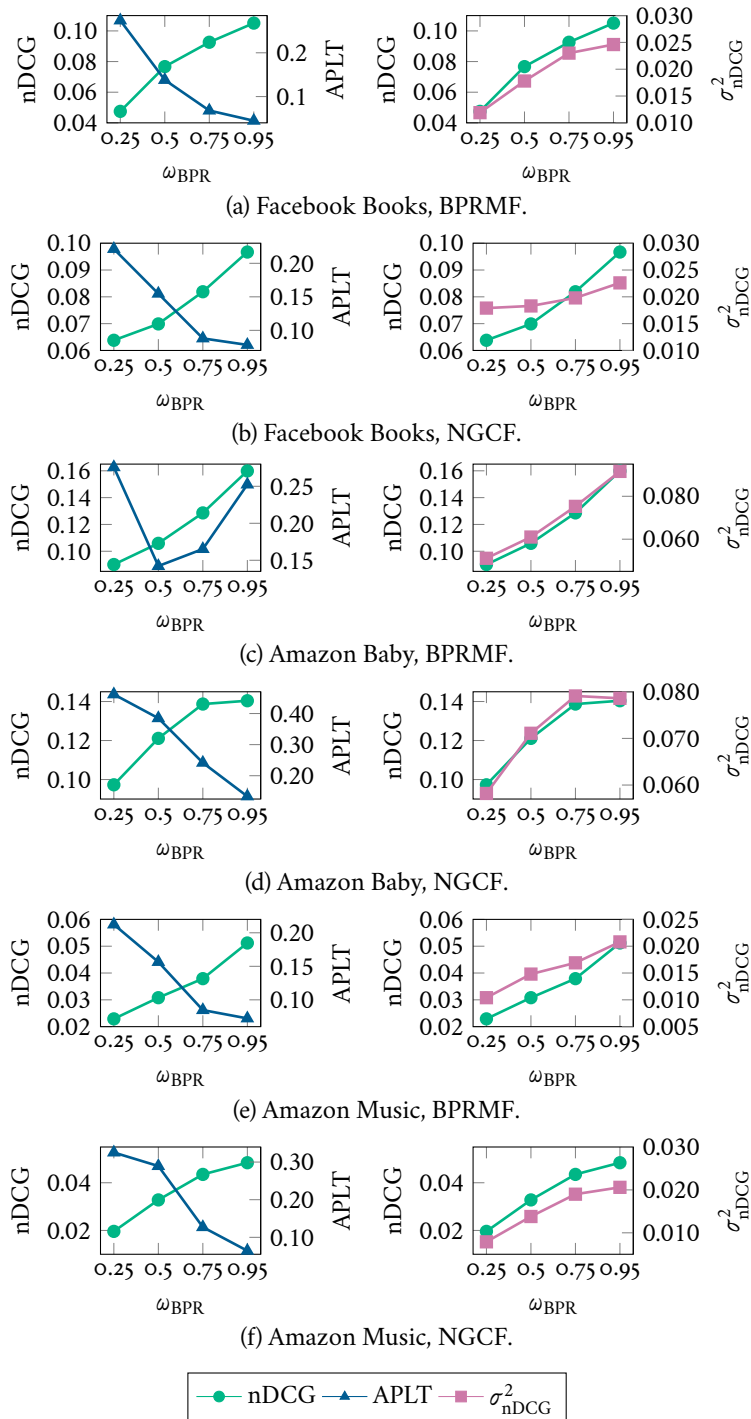 0.10
0.08
0.06
0.04
nDCG
0.2
0.1
APLT
0.25 0.5 0.75 0.95
ωBPR
0.10
0.08
0.06
0.04
nDCG
0.030
0.025
0.020
0.015
0.010
σ²nDCG
0.25 0.5 0.75 0.95
ωBPR
(a) Facebook Books, BPRMF.
0.10
0.09
0.08
0.07
0.06
nDCG
0.20
0.15
0.10
APLT
0.25 0.5 0.75 0.95
ωBPR
0.10
0.09
0.08
0.07
0.06
nDCG
0.030
0.025
0.020
0.015
0.010
σ²nDCG
0.25 0.5 0.75 0.95
ωBPR
(b) Facebook Books, NGCF.
0.16
0.14
0.12
0.10
nDCG
0.25
0.20
0.15
APLT
0.25 0.5 0.75 0.95
ωBPR
0.16
0.14
0.12
0.10
nDCG
0.080
0.060
σ²nDCG
0.25 0.5 0.75 0.95
ωBPR
(c) Amazon Baby, BPRMF.
0.14
0.12
0.10
nDCG
0.40
0.30
0.20
APLT
0.25 0.5 0.75 0.95
ωBPR
0.14
0.12
0.10
nDCG
0.080
0.070
0.060
σ²nDCG
0.25 0.5 0.75 0.95
ωBPR
(d) Amazon Baby, NGCF.
0.06
0.05
0.04
0.03
0.02
nDCG
0.20
0.15
0.10
APLT
0.25 0.5 0.75 0.95
ωBPR
0.06
0.05
0.04
0.03
0.02
nDCG
0.025
0.020
0.015
0.010
0.005
σ²nDCG
0.25 0.5 0.75 0.95
ωBPR
(e) Amazon Music, BPRMF.
0.04
0.02
nDCG
0.30
0.20
0.10
APLT
0.25 0.5 0.75 0.95
ωBPR
0.04
0.02
nDCG
0.030
0.020
0.010
σ²nDCG
0.25 0.5 0.75 0.95
ωBPR
(f) Amazon Music, NGCF.
nDCG APLT σ²nDCG